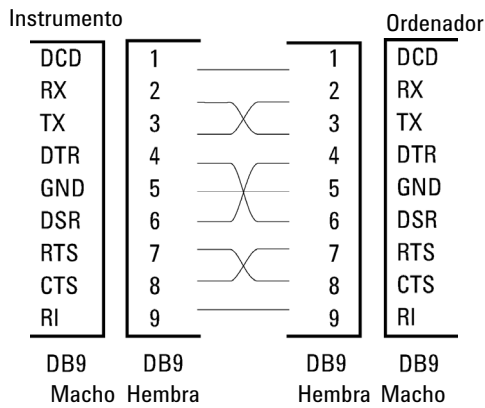 Instrumento Ordenador
DCD 1 1 DCD
RX 2 2 RX
TX 3 3 TX
DTR 4 4 DTR
GND 5 5 GND
DSR 6 6 DSR
RTS 7 7 RTS
CTS 8 8 CTS
RI 9 9 RI
DB9 DB9 DB9 DB9
Macho Hembra Hembra Macho